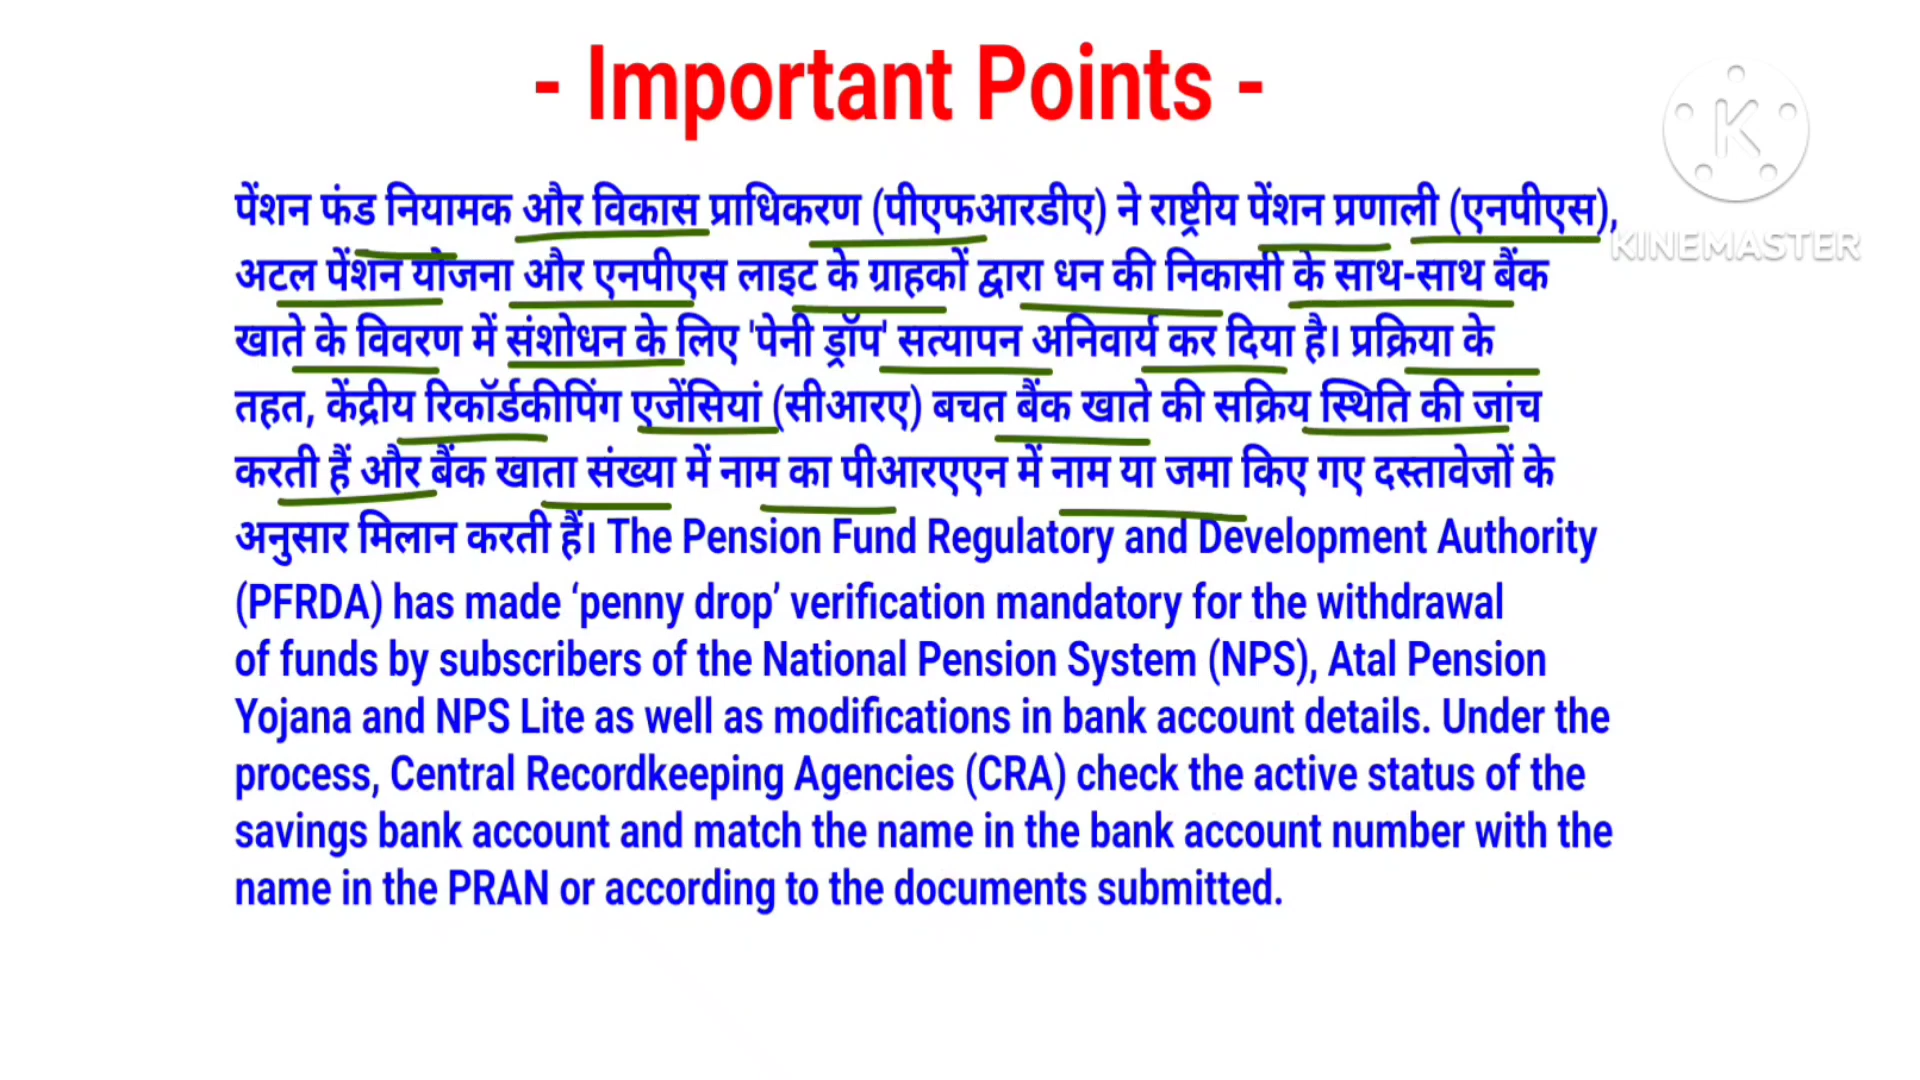 - Important Points -
K
KINEMASTER
पेंशन फंड नियामक और विकास प्राधिकरण (पीएफआरडीए) ने राष्ट्रीय पेंशन प्रणाली (एनपीएस),
अटल पेंशन योजना और एनपीएस लाइट के ग्राहकों द्वारा धन की निकासी के साथ-साथ बैंक
खाते के विवरण में संशोधन के लिए 'पेनी ड्रॉप' सत्यापन अनिवार्य कर दिया है। प्रक्रिया के
तहत, केंद्रीय रिकॉर्डकीपिंग एजेंसियां (सीआरए) बचत बैंक खाते की सक्रिय स्थिति की जांच
करती हैं और बैंक खाता संख्या में नाम का पीआरएएन में नाम या जमा किए गए दस्तावेजों के
अनुसार मिलान करती हैं। The Pension Fund Regulatory and Development Authority
(PFRDA) has made ‘penny drop’ verification mandatory for the withdrawal
of funds by subscribers of the National Pension System (NPS), Atal Pension
Yojana and NPS Lite as well as modifications in bank account details. Under the
process, Central Recordkeeping Agencies (CRA) check the active status of the
savings bank account and match the name in the bank account number with the
name in the PRAN or according to the documents submitted.